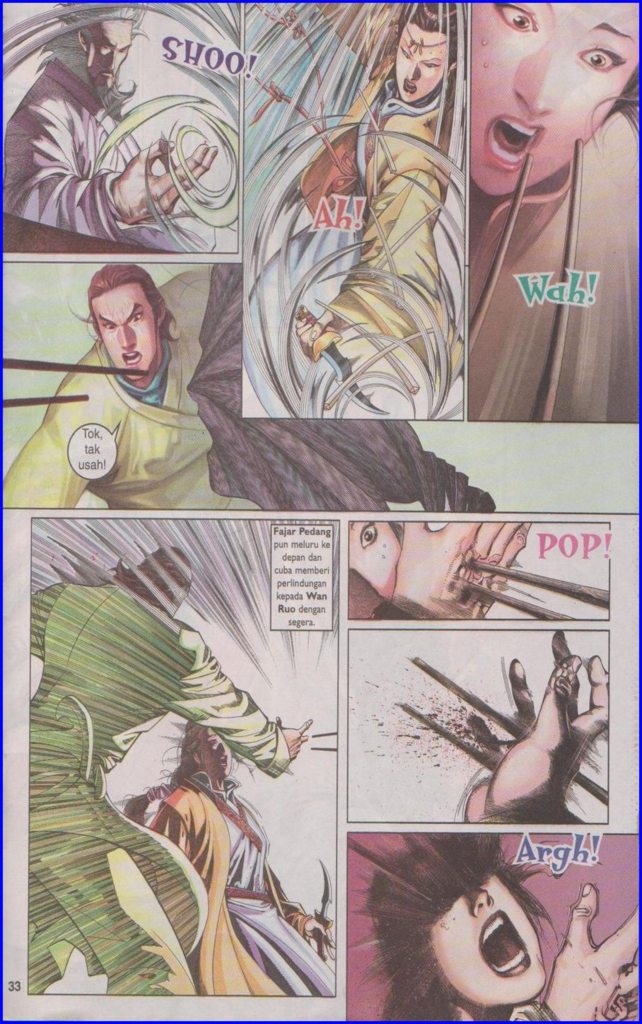 SHOO!
Ah!
Wah!
Tok,
tak
usah!
Fajar Pedang
pun meluru ke
depan dan
cuba memberi
perlindungan
kepada Wan
Ruo dengan
segera.
POP!
Argh!
33